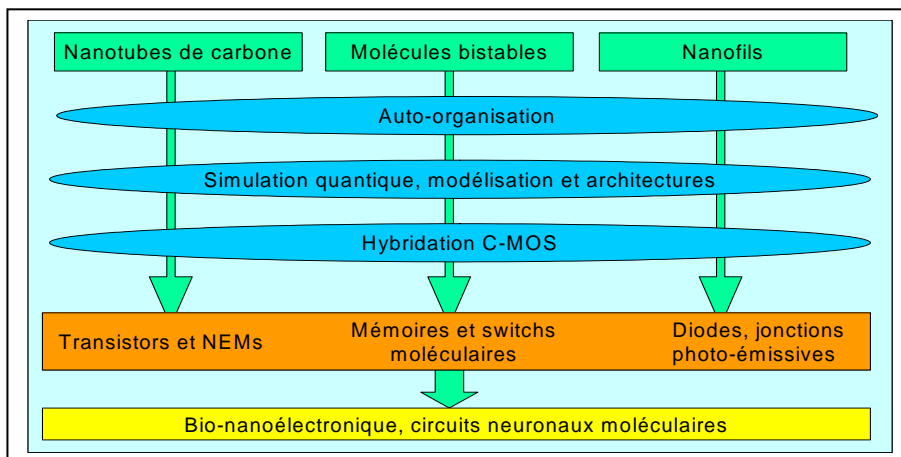 Nanotubes de carbone
Molécules bistables
Nanofils
Auto-organisation
Simulation quantique, modélisation et architectures
Hybridation C-MOS
Transistors et NEMs
Mémoires et switchs
moléculaires
Diodes, jonctions
photo-émissives
Bio-nanoélectronique, circuits neuronaux moléculaires